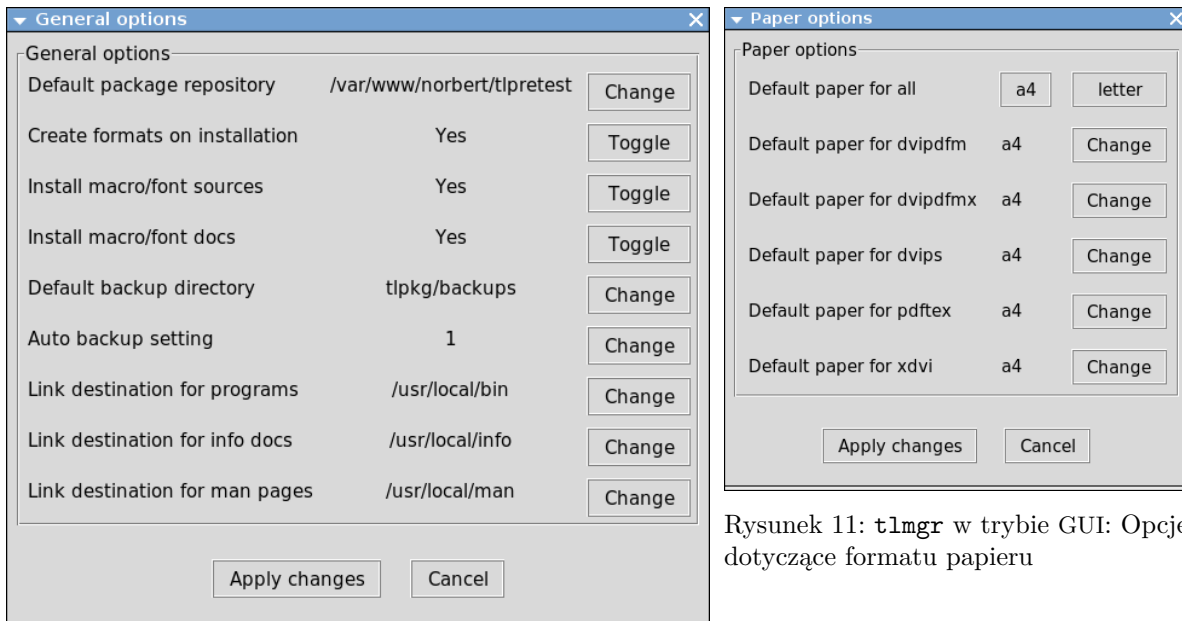 General options
General options
Default package repository /var/www/norbert/tlpretest Change
Create formats on installation Yes Toggle
Install macro/font sources Yes Toggle
Install macro/font docs Yes Toggle
Default backup directory tlpkg/backups Change
Auto backup setting 1 Change
Link destination for programs /usr/local/bin Change
Link destination for info docs /usr/local/info Change
Link destination for man pages /usr/local/man Change
Apply changes Cancel
Paper options
Paper options
Default paper for all a4 letter
Default paper for dvipdfm a4 Change
Default paper for dvipdfmx a4 Change
Default paper for dvips a4 Change
Default paper for pdftex a4 Change
Default paper for xdvi a4 Change
Apply changes Cancel
Rysunek 11: tlmgr w trybie GUI: Opcje
dotyczące formatu papieru